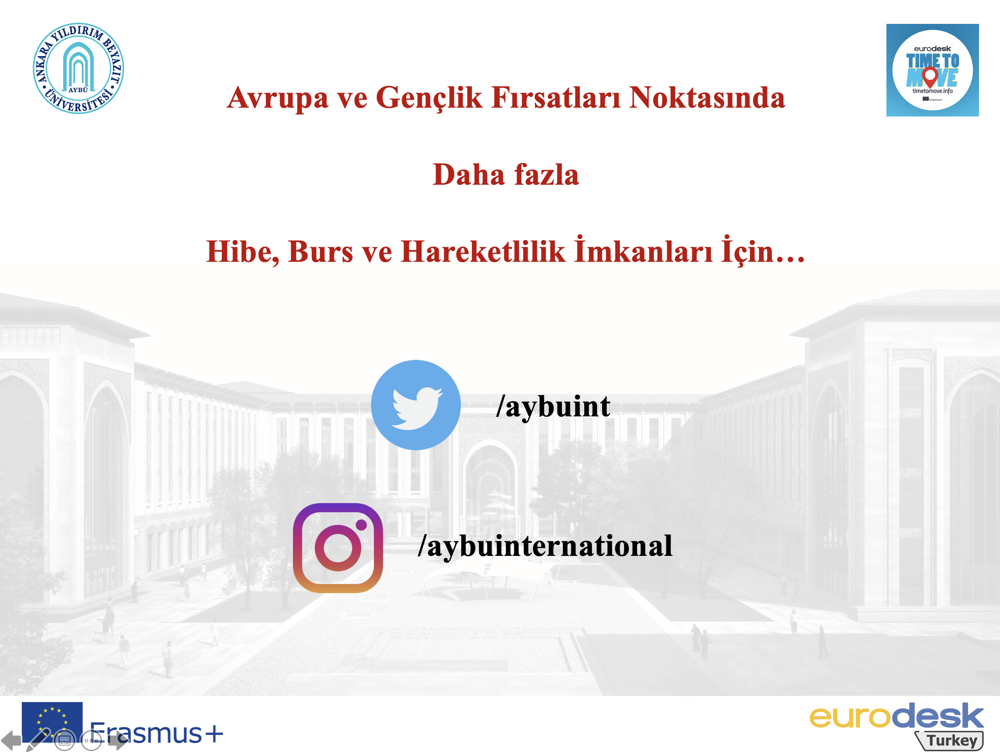 ANKARA YILDIRIM BEYAZIT
ÜNİVERSİTESİ
AYBÜ
eurodesk
TIME TO
MOVE
timetomove.info
Erasmus+
Avrupa ve Gençlik Fırsatları Noktasında
Daha fazla
Hibe, Burs ve Hareketlilik İmkanları İçin…
/aybuint
/aybuinternational
Erasmus+
eurodesk
Turkey